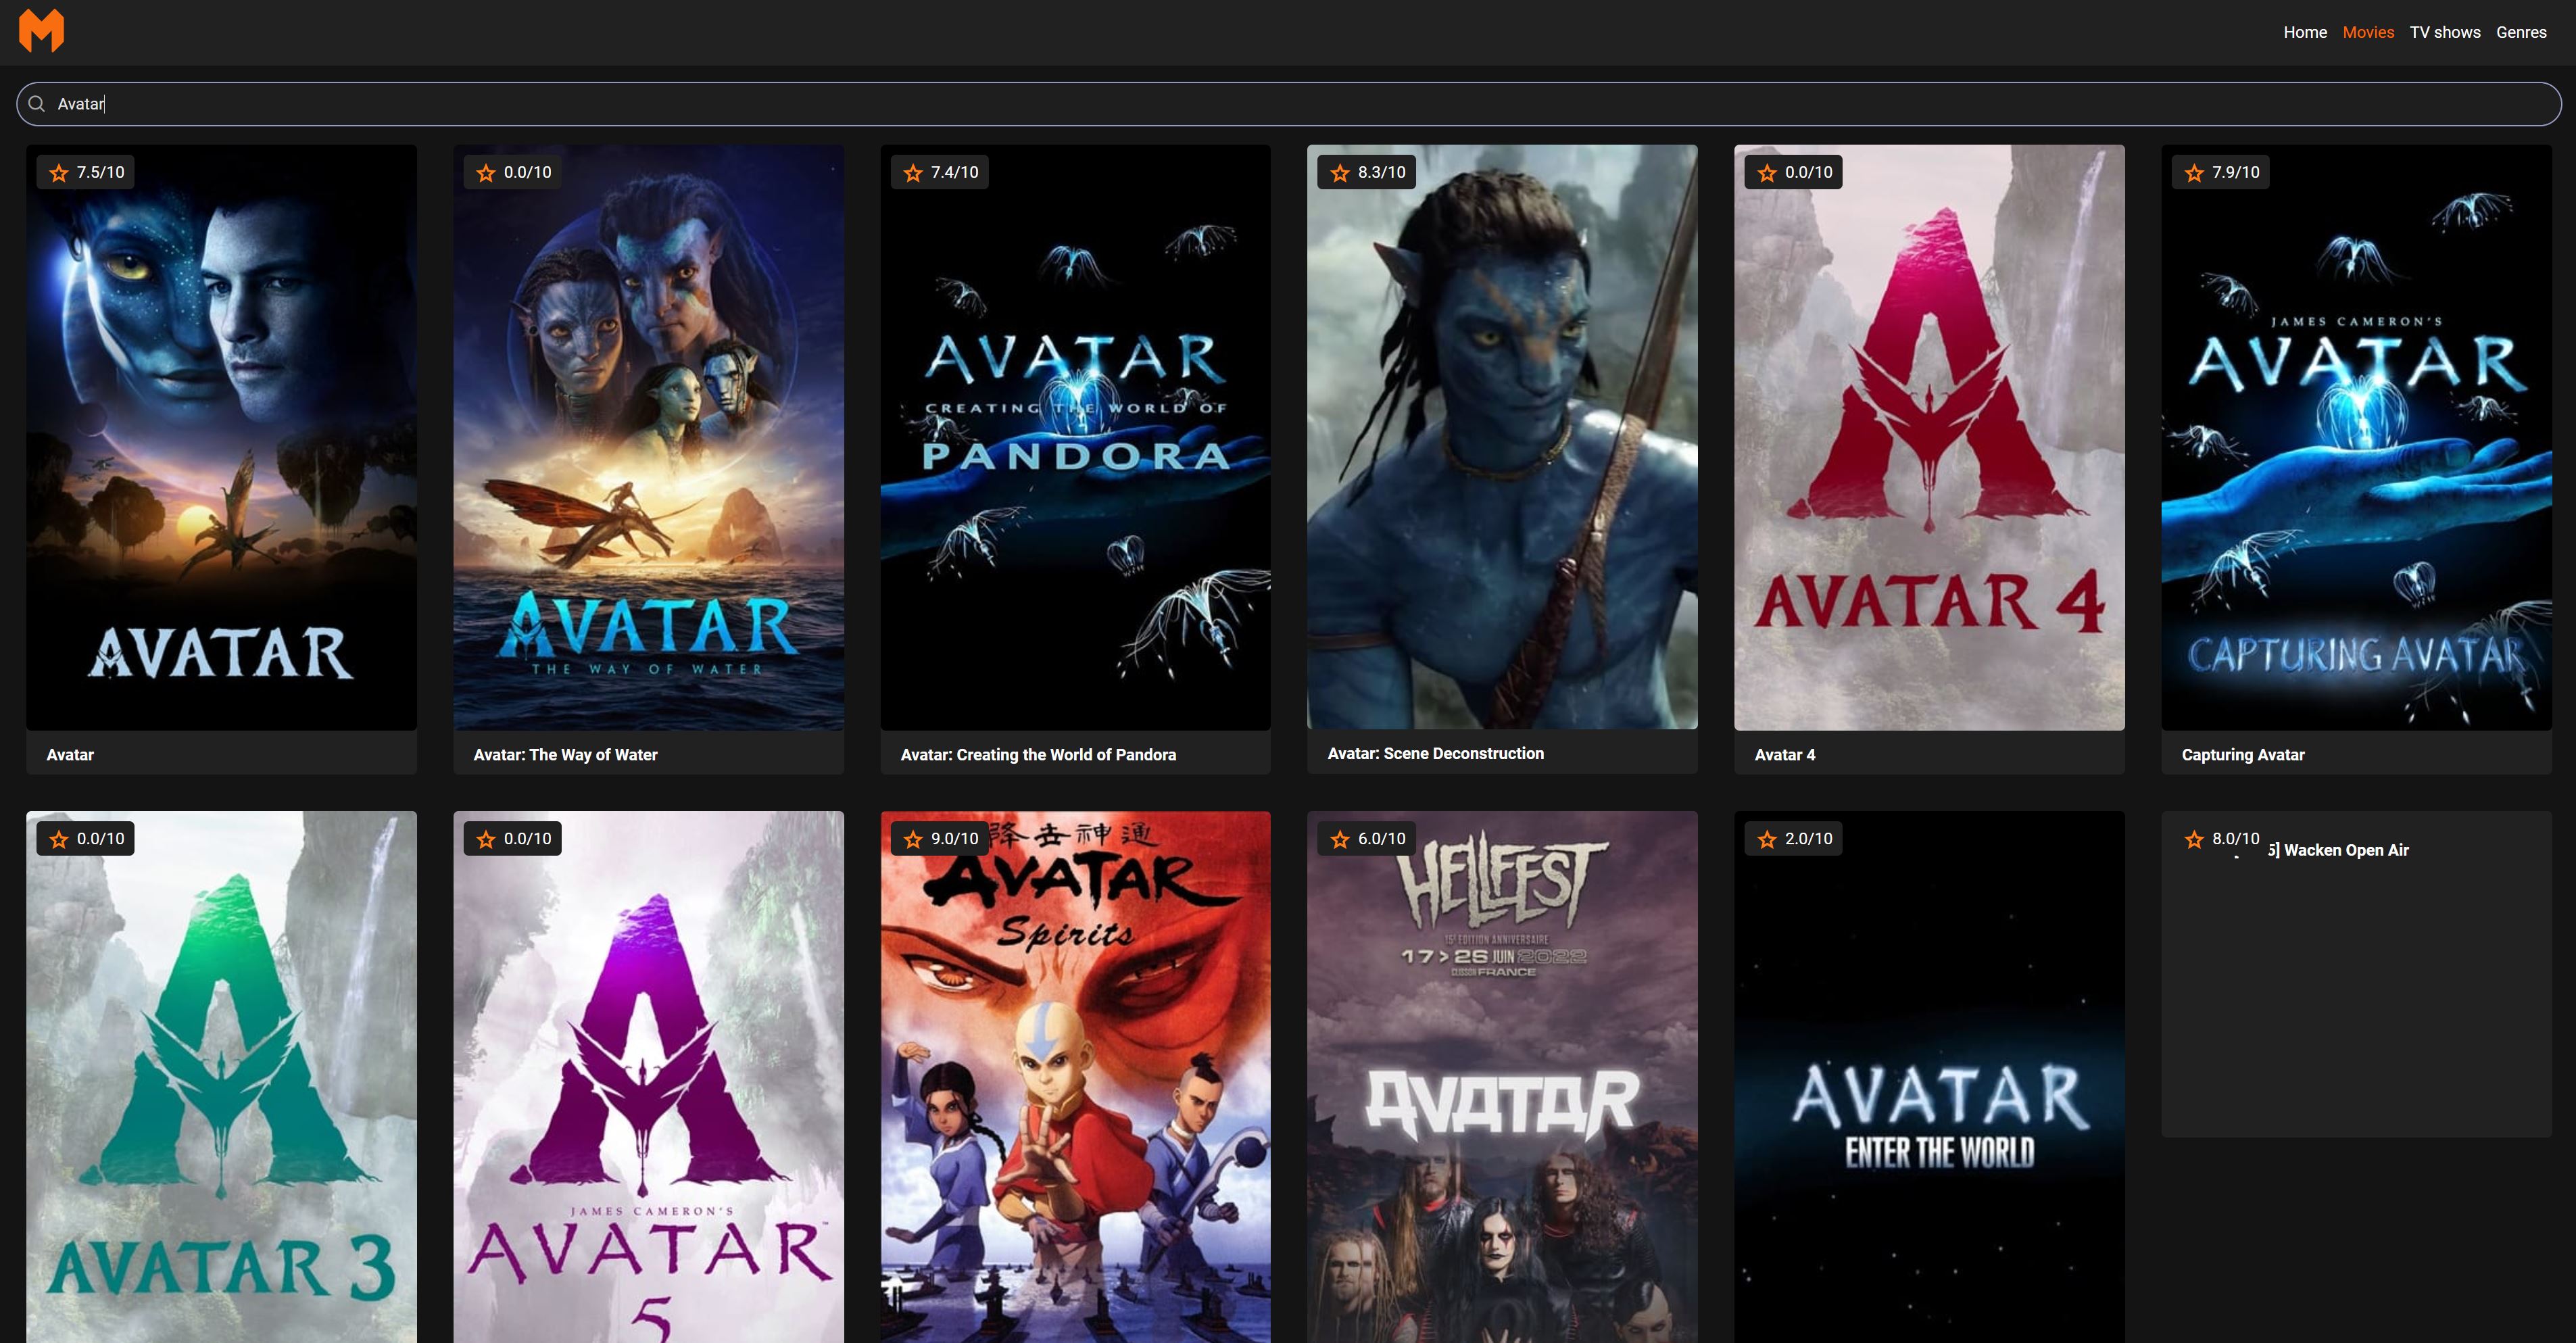 Home Movies TV shows Genres
Avatar
7.5/10
AVATAR
Avatar
0.0/10
AVATAR
THE WAY OF WATER
Avatar: The Way of Water
7.4/10
AVATAR
CREATING THE WORLD OF
PANDORA
Avatar: Creating the World of Pandora
8.3/10
Avatar: Scene Deconstruction
0.0/10
AVATAR 4
Avatar 4
7.9/10
JAMES CAMERON'S
AVATAR
CAPTURING AVATAR
Capturing Avatar
0.0/10
AVATAR 3
0.0/10
JAMES CAMERON'S
AVATAR™
5
9.0/10
降去神通
AVATAR
Spirits
6.0/10
HELLFEST
15E EDITION ANNIVERSAIRE
17 > 26 JUIN 2022
CLISSON FRANCE
AVATAR
2.0/10
AVATAR
ENTER THE WORLD
8.0/10
5] Wacken Open Air